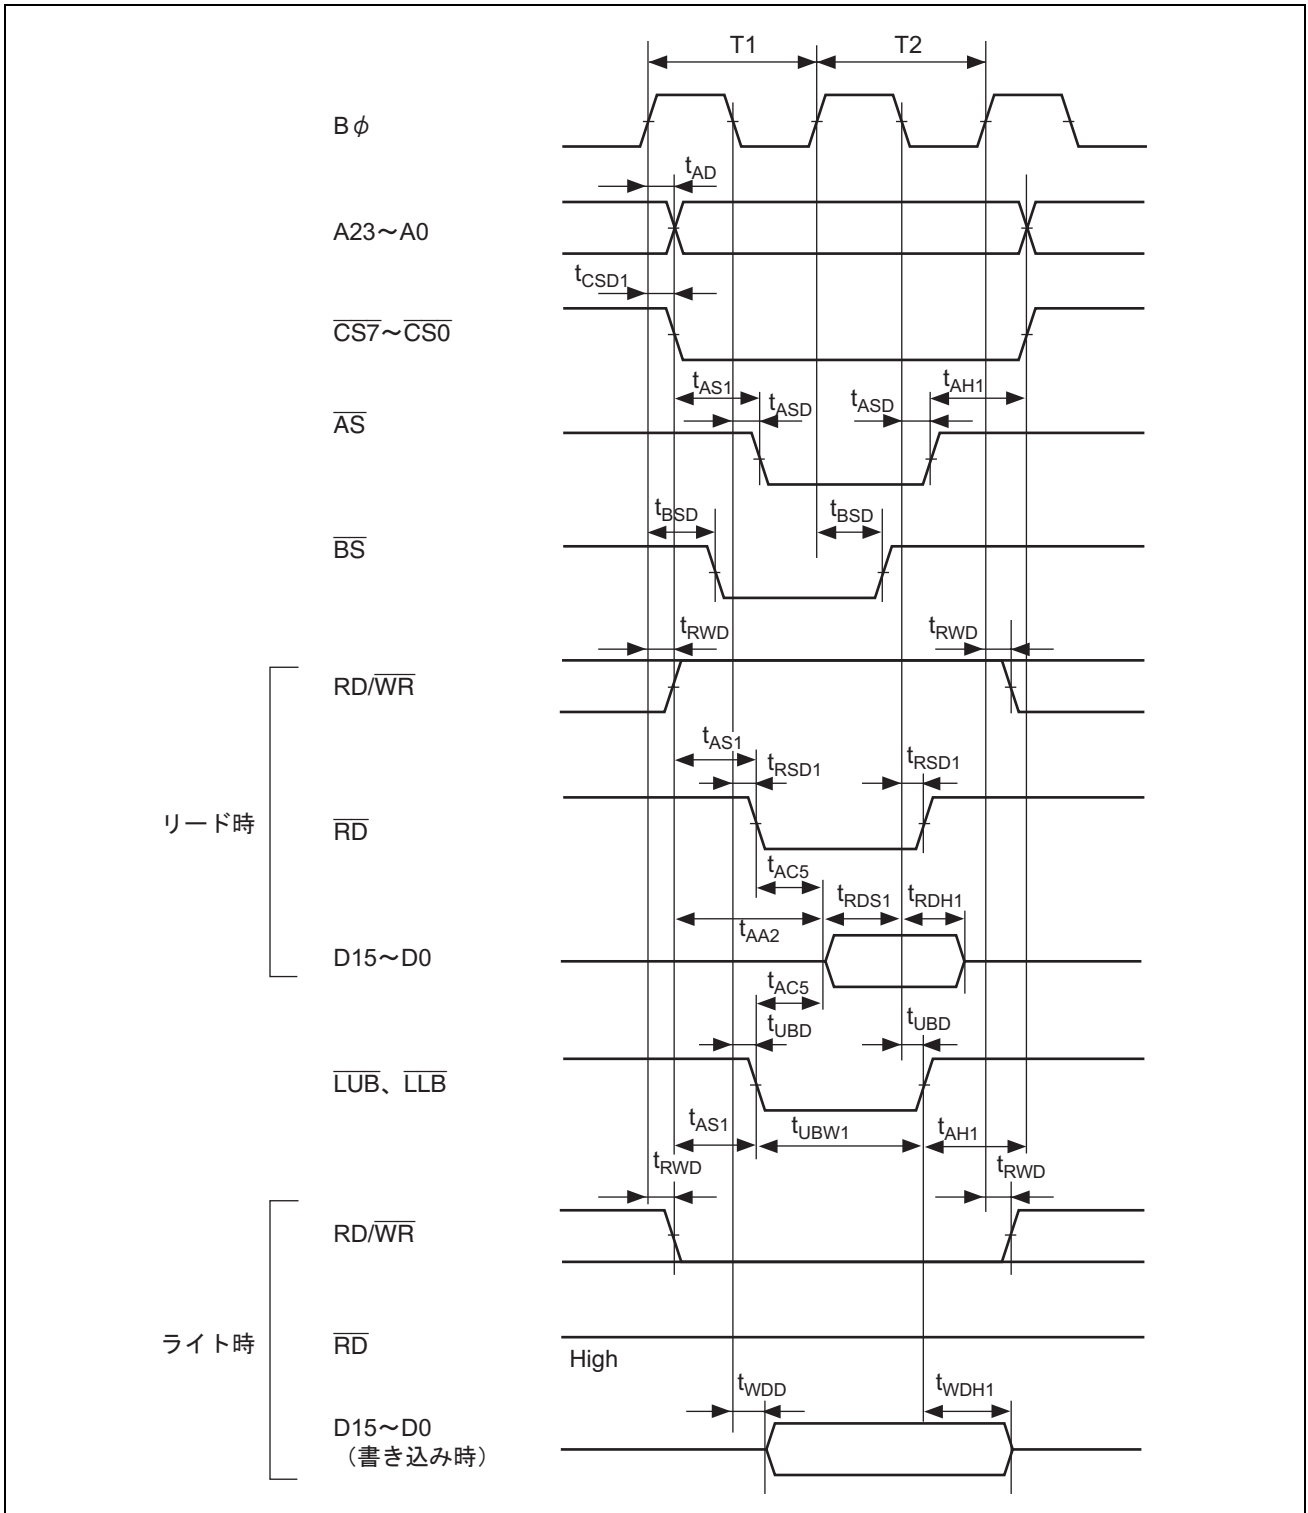 T1 T2
Bφ
tAD
A23～A0
tCSD1
CS7～CS0
tAS1 tASD tASD tAH1
AS
tBSD tBSD
BS
tRWD tRWD
RD/WR
tAS1 tRSD1 tRSD1
リード時
RD
tAC5
tRDS1 tRDH1
tAA2
D15～D0
tAC5
tUBD tUBD
LUB、LLB
tAS1 tUBW1 tAH1
tRWD tRWD
RD/WR
ライト時
RD
High
tWDD tWDH1
D15～D0
（書き込み時）